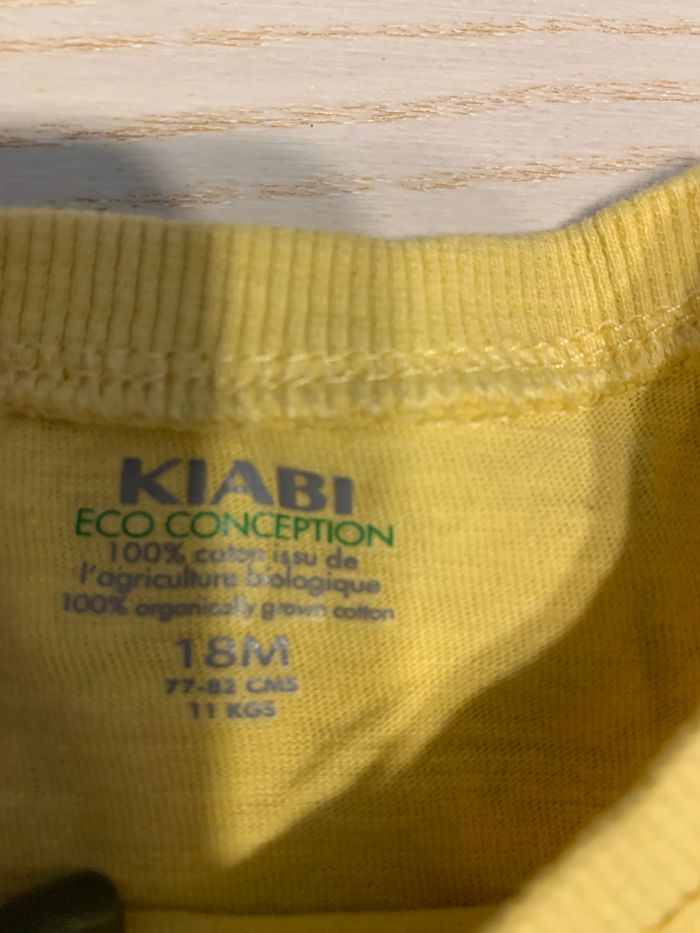 KIABI
ECO CONCEPTION
100% coton issu de
l'agriculture biologique
100% organically grown cotton
18M
77-82 CMS
11 KGS